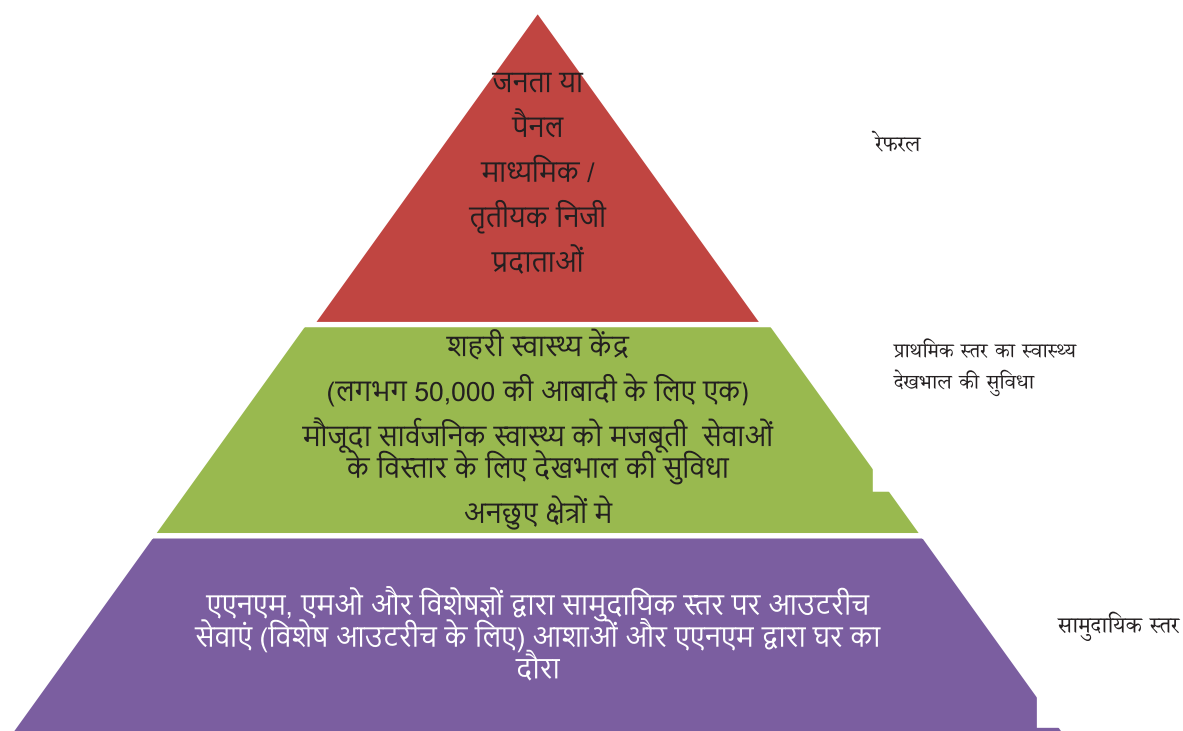 जनता या
पैनल
माध्यमिक /
तृतीयक निजी
प्रदाताओं
रेफरल
शहरी स्वास्थ्य केंद्र
(लगभग 50,000 की आबादी के लिए एक)
मौजूदा सार्वजनिक स्वास्थ्य को मजबूती सेवाओं
के विस्तार के लिए देखभाल की सुविधा
अनछुए क्षेत्रों मे
प्राथमिक स्तर का स्वास्थ्य
देखभाल की सुविधा
एएनएम, एमओ और विशेषज्ञों द्वारा सामुदायिक स्तर पर आउटरीच
सेवाएं (विशेष आउटरीच के लिए) आशाओं और एएनएम द्वारा घर का
दौरा
सामुदायिक स्तर